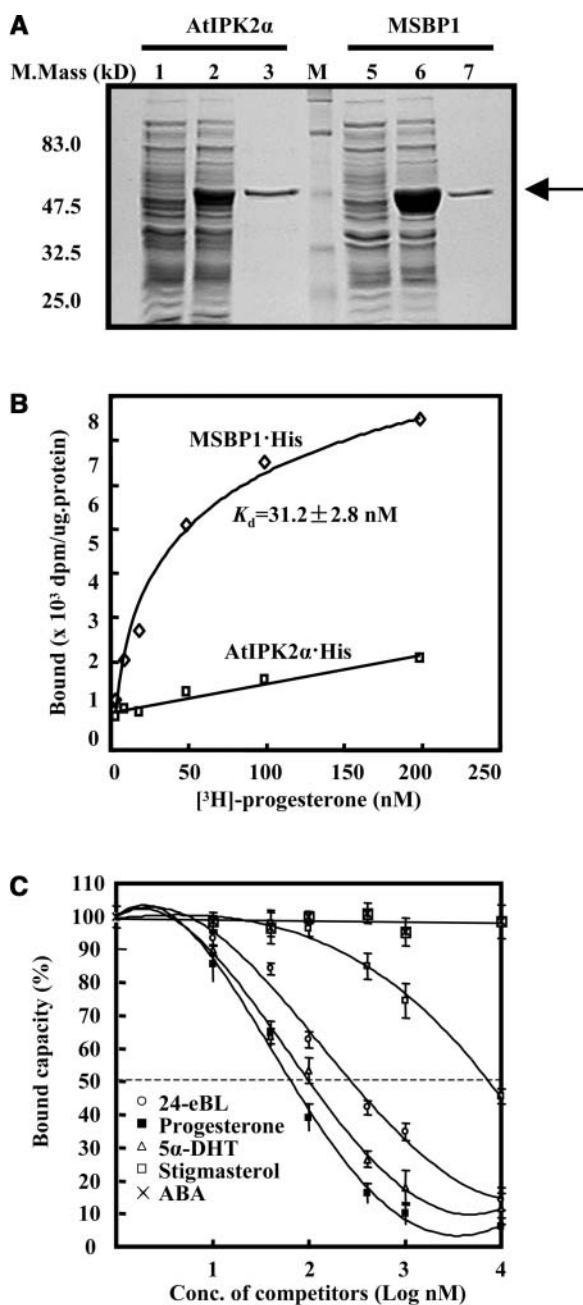 A
AtIPK2α MSBP1
M.Mass (kD) 1 2 3 M 5 6 7
83.0
47.5
32.5
25.0
B
8
7
6
5
4
3
2
1
0
MSBP1·His
Kd=31.2±2.8 nM
AtIPK2α·His
Bound (x 10³ dpm/ug.protein)
0 50 100 150 200 250
[³H]-progesterone (nM)
C
110
100
90
80
70
60
50
40
30
20
10
0
Bound capacity (%)
24-eBL
Progesterone
5α-DHT
Stigmasterol
ABA
1 2 3 4
Conc. of competitors (Log nM)